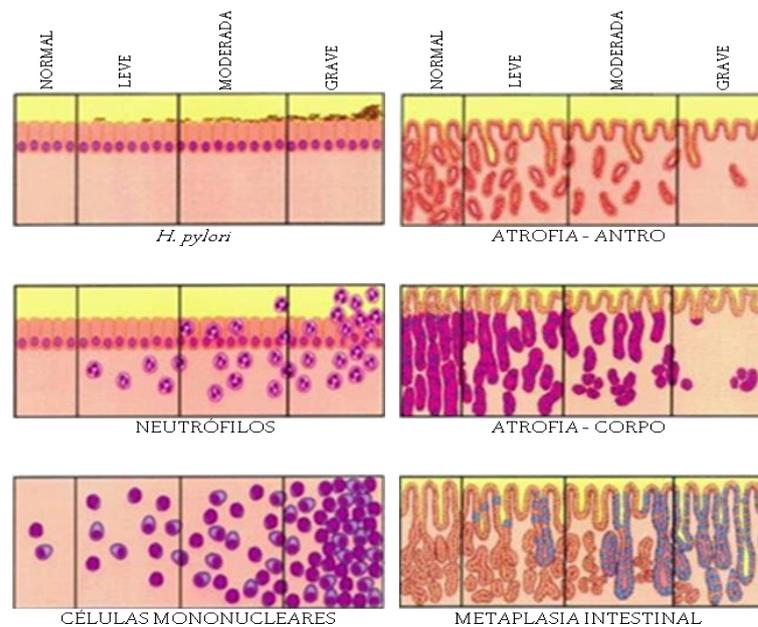 NORMAL
LEVE
MODERADA
GRAVE
NORMAL
LEVE
MODERADA
GRAVE
H. pylori
ATROFIA - ANTRO
NEUTRÓFILOS
ATROFIA - CORPO
CÉLULAS MONONUCLEARES
METAPLASIA INTESTINAL